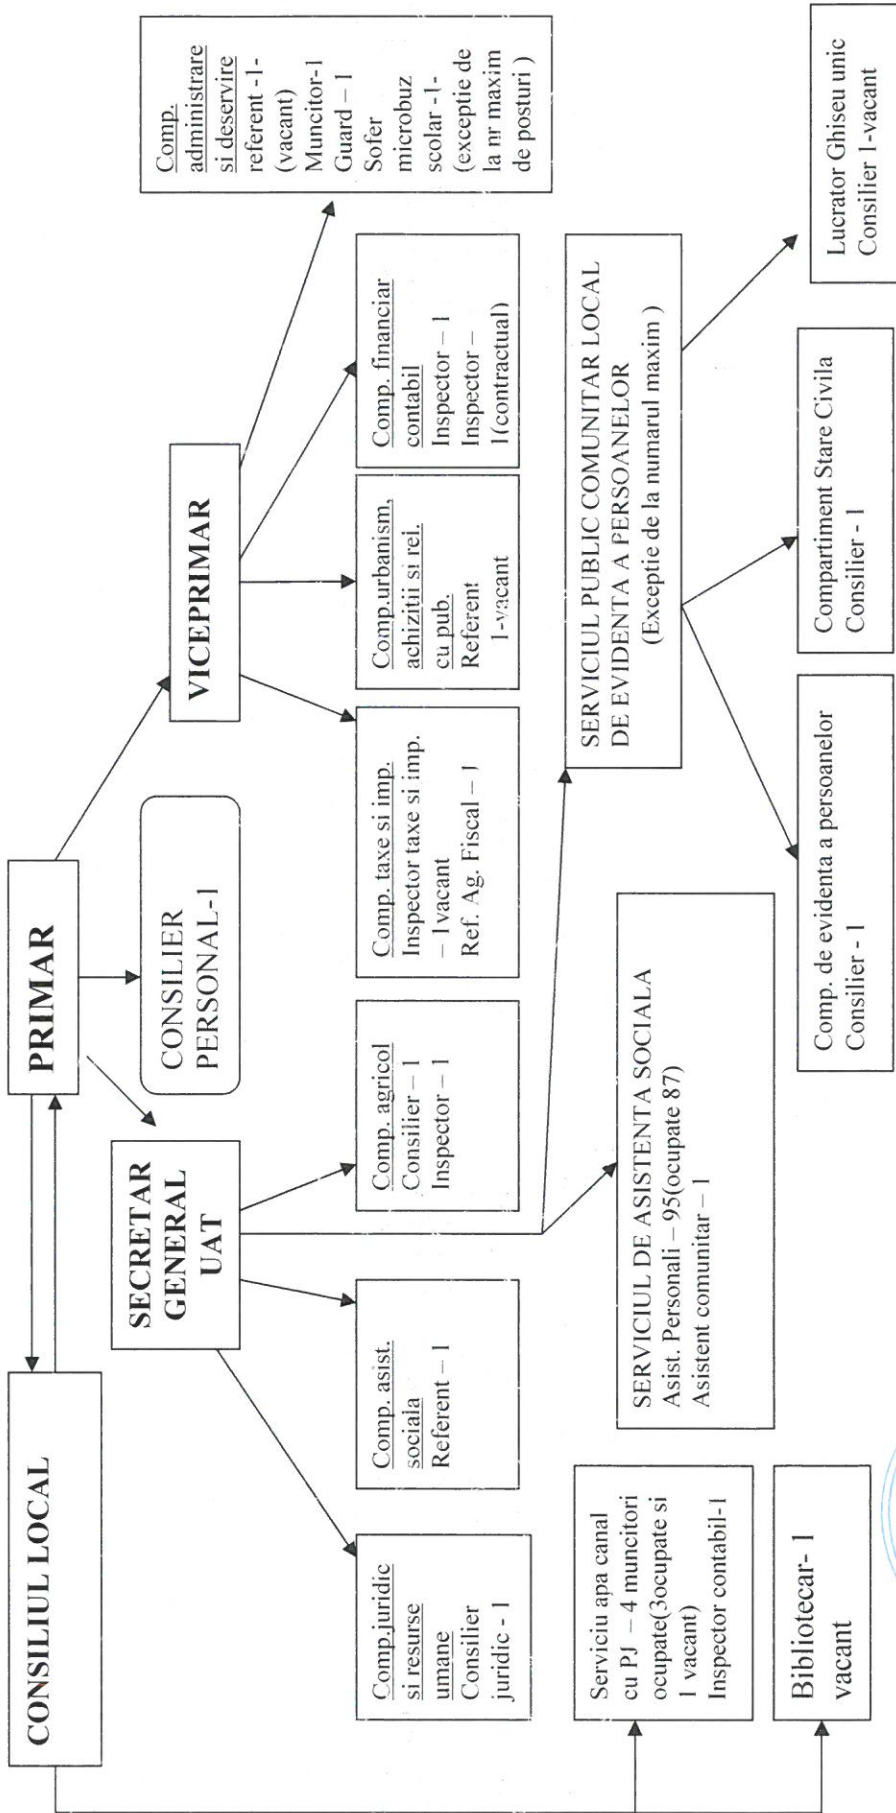 CONSILIUL LOCAL
PRIMAR
CONSILIER
PERSONAL-1
SECRETAR
GENERAL
UAT
VICEPRIMAR
Comp.
administrare
si deservire
referent -1-
(vacant)
Muncitor-1
Guard – 1
Sofer
microbuz
scolar -1-
(exceptie de
la nr maxim
de posturi )
Comp.juridic
si resurse
umane
Consilier
juridic - 1
Comp. asist.
sociala
Referent – 1
Comp. agricol
Consilier – 1
Inspector – 1
Comp. taxe si imp.
Inspector taxe si imp.
– 1vacant
Ref. Ag. Fiscal – 1
Comp.urbanism,
achizitii si rel.
cu pub.
Referent
1-vacant
Comp. financiar
contabil
Inspector – 1
Inspector –
1(contractual)
Serviciu apa canal
cu PJ – 4 muncitori
ocupate(3ocupate si
1 vacant)
Inspector contabil-1
SERVICIUL DE ASISTENTA SOCIALA
Asist. Personali – 95(ocupate 87)
Asistent comunitar – 1
SERVICIUL PUBLIC COMUNITAR LOCAL
DE EVIDENTA A PERSOANELOR
(Exceptie de la numarul maxim )
Bibliotecar- 1
vacant
Comp. de evidenta a persoanelor
Consilier - 1
Compartiment Stare Civila
Consilier - 1
Lucrator Ghiseu unic
Consilier 1-vacant